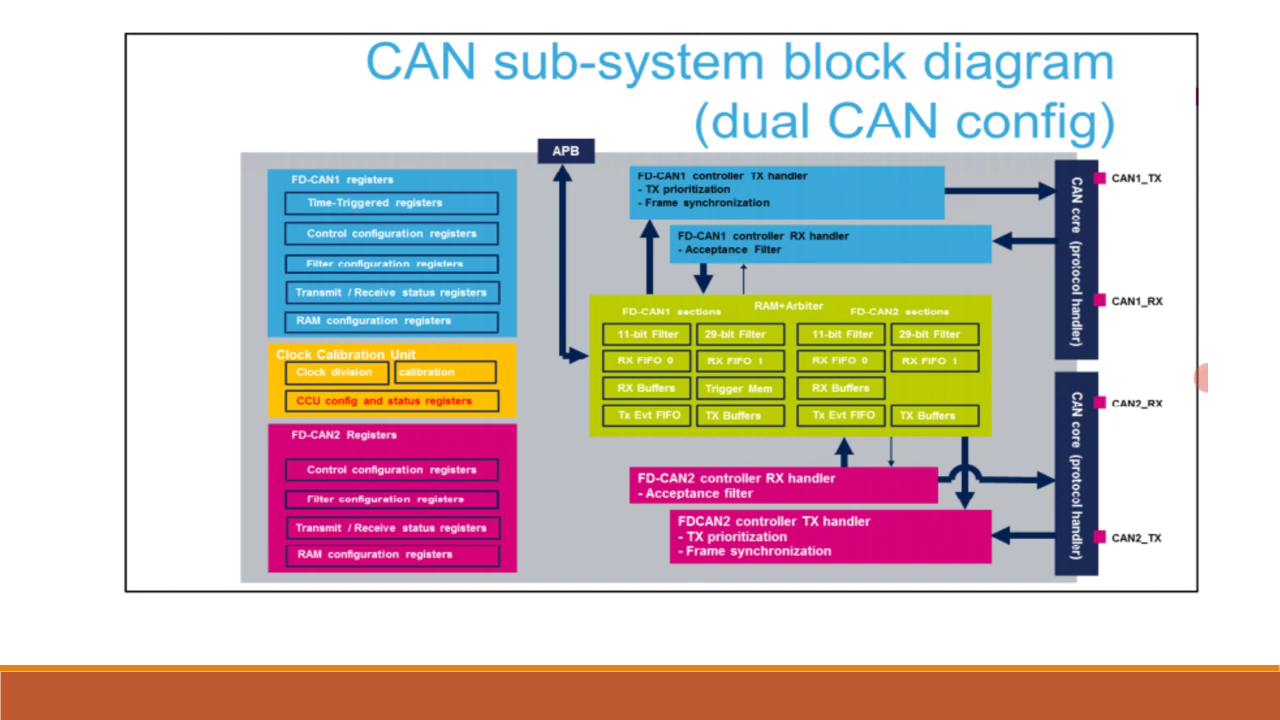 CAN sub-system block diagram
(dual CAN config)
APB
FD-CAN1 registers
Time-Triggered registers
Control configuration registers
Filter configuration registers
Transmit / Receive status registers
RAM configuration registers
Clock Calibration Unit
Clock division
calibration
CCU config and status registers
FD-CAN2 Registers
Control configuration registers
Filter configuration registers
Transmit / Receive status registers
RAM configuration registers
FD-CAN1 controller TX handler
- TX prioritization
- Frame synchronization
FD-CAN1 controller RX handler
- Acceptance Filter
RAM+Arbiter
FD-CAN1 sections
FD-CAN2 sections
11-bit Filter
29-bit Filter
11-bit Filter
29-bit Filter
RX FIFO 0
RX FIFO 1
RX FIFO 0
RX FIFO 1
RX Buffers
Trigger Mem
RX Buffers
Tx Evt FIFO
TX Buffers
Tx Evt FIFO
TX Buffers
FD-CAN2 controller RX handler
- Acceptance filter
FDCAN2 controller TX handler
- TX prioritization
- Frame synchronization
CAN core (protocol handler)
CAN1_TX
CAN1_RX
CAN core (protocol handler)
CAN2_RX
CAN2_TX